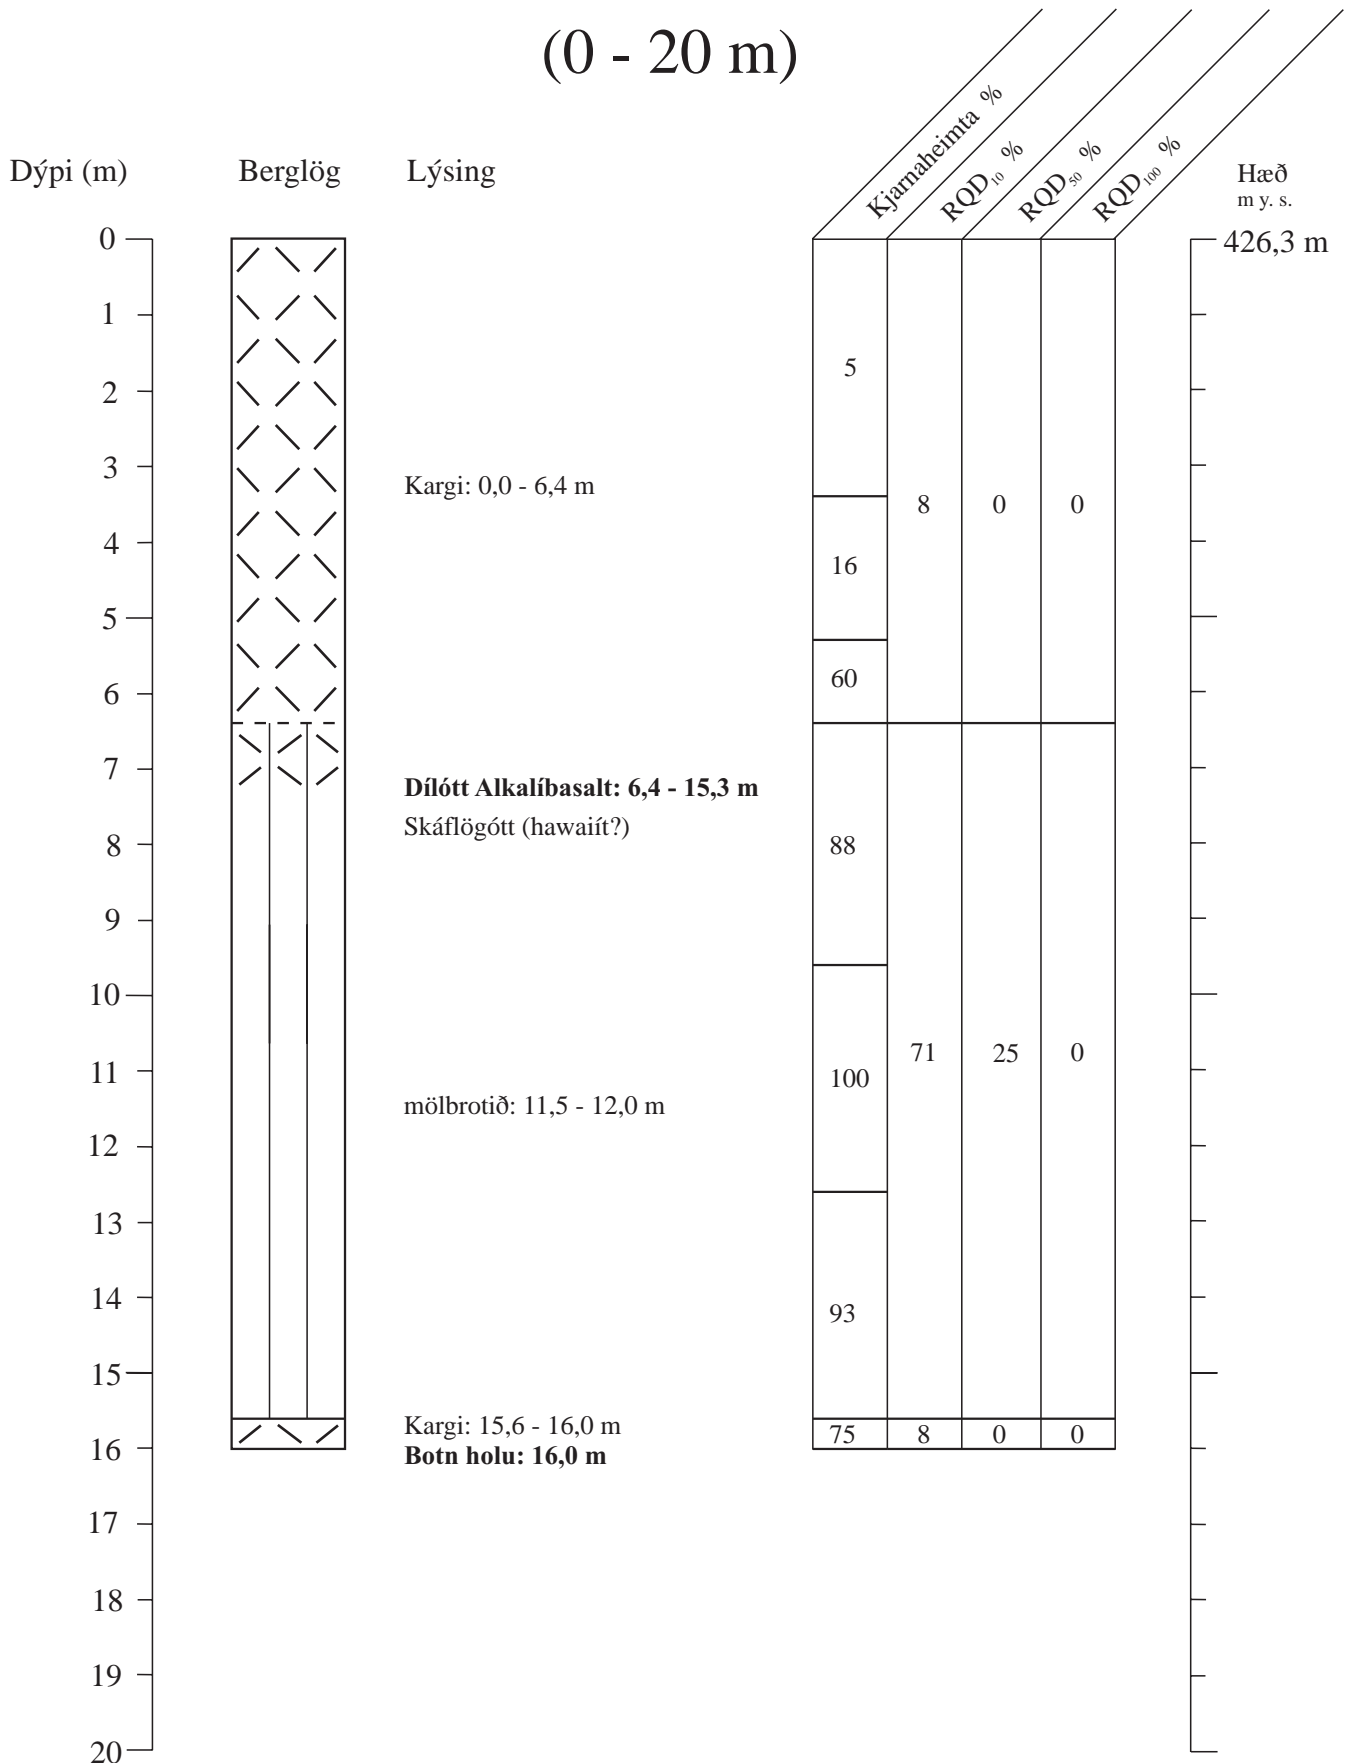 (0 - 20 m)
Kjarnaheimta %
RQD10 %
RQD50 %
RQD100 %
Dýpi (m)
Berglög
Lýsing
Hæð
m y. s.
426,3 m
0
1
2
3
4
5
6
7
8
9
10
11
12
13
14
15
16
17
18
19
20
Kargi: 0,0 - 6,4 m
Dílótt Alkalíbasalt: 6,4 - 15,3 m
Skáflögótt (hawaiít?)
mölbrotið: 11,5 - 12,0 m
Kargi: 15,6 - 16,0 m
Botn holu: 16,0 m
5
16
60
8 0 0
88
100
93
71 25 0
75 8 0 0